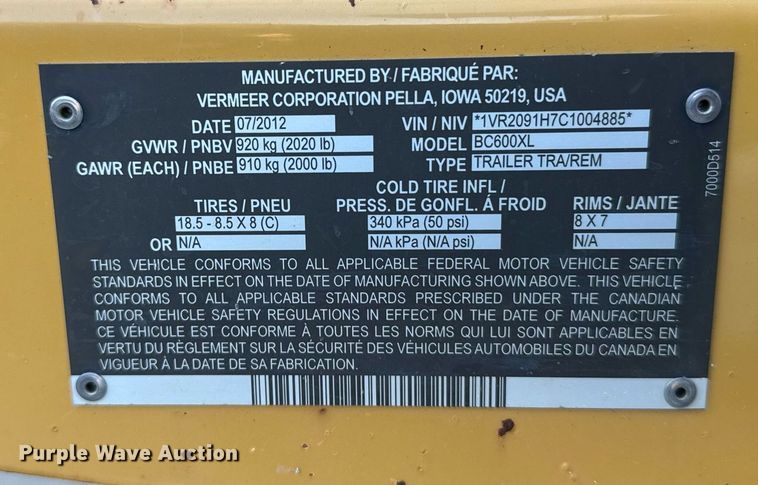 MANUFACTURED BY / FABRIQUÉ PAR:
VERMEER CORPORATION PELLA, IOWA 50219, USA
DATE 07/2012 VIN / NIV *1VR2091H7C1004885*
GVWR / PNBV 920 kg (2020 lb) MODEL BC600XL
GAWR (EACH) / PNBE 910 kg (2000 lb) TYPE TRAILER TRA/REM
COLD TIRE INFL /
TIRES / PNEU PRESS. DE GONFL. Á FROID RIMS / JANTE
18.5 - 8.5 X 8 (C) 340 kPa (50 psi) 8 X 7
OR N/A N/A kPa (N/A psi) N/A
THIS VEHICLE CONFORMS TO ALL APPLICABLE FEDERAL MOTOR VEHICLE SAFETY
STANDARDS IN EFFECT ON THE DATE OF MANUFACTURING SHOWN ABOVE. THIS VEHICLE
CONFORMS TO ALL APPLICABLE STANDARDS PRESCRIBED UNDER THE CANADIAN
MOTOR VEHICLE SAFETY REGULATIONS IN EFFECT ON THE DATE OF MANUFACTURE.
CE VÉHICULE EST CONFORME À TOUTES LES NORMS QUI LUI SONT APPLICABLES EN
VERTU DU RÈGLEMENT SUR LA SÉCURITÉ DES VÉHICULES AUTOMOBILES DU CANADA EN
VIGUEUR À LA DATE DE SA FABRICATION.
7000D514
Purple Wave Auction